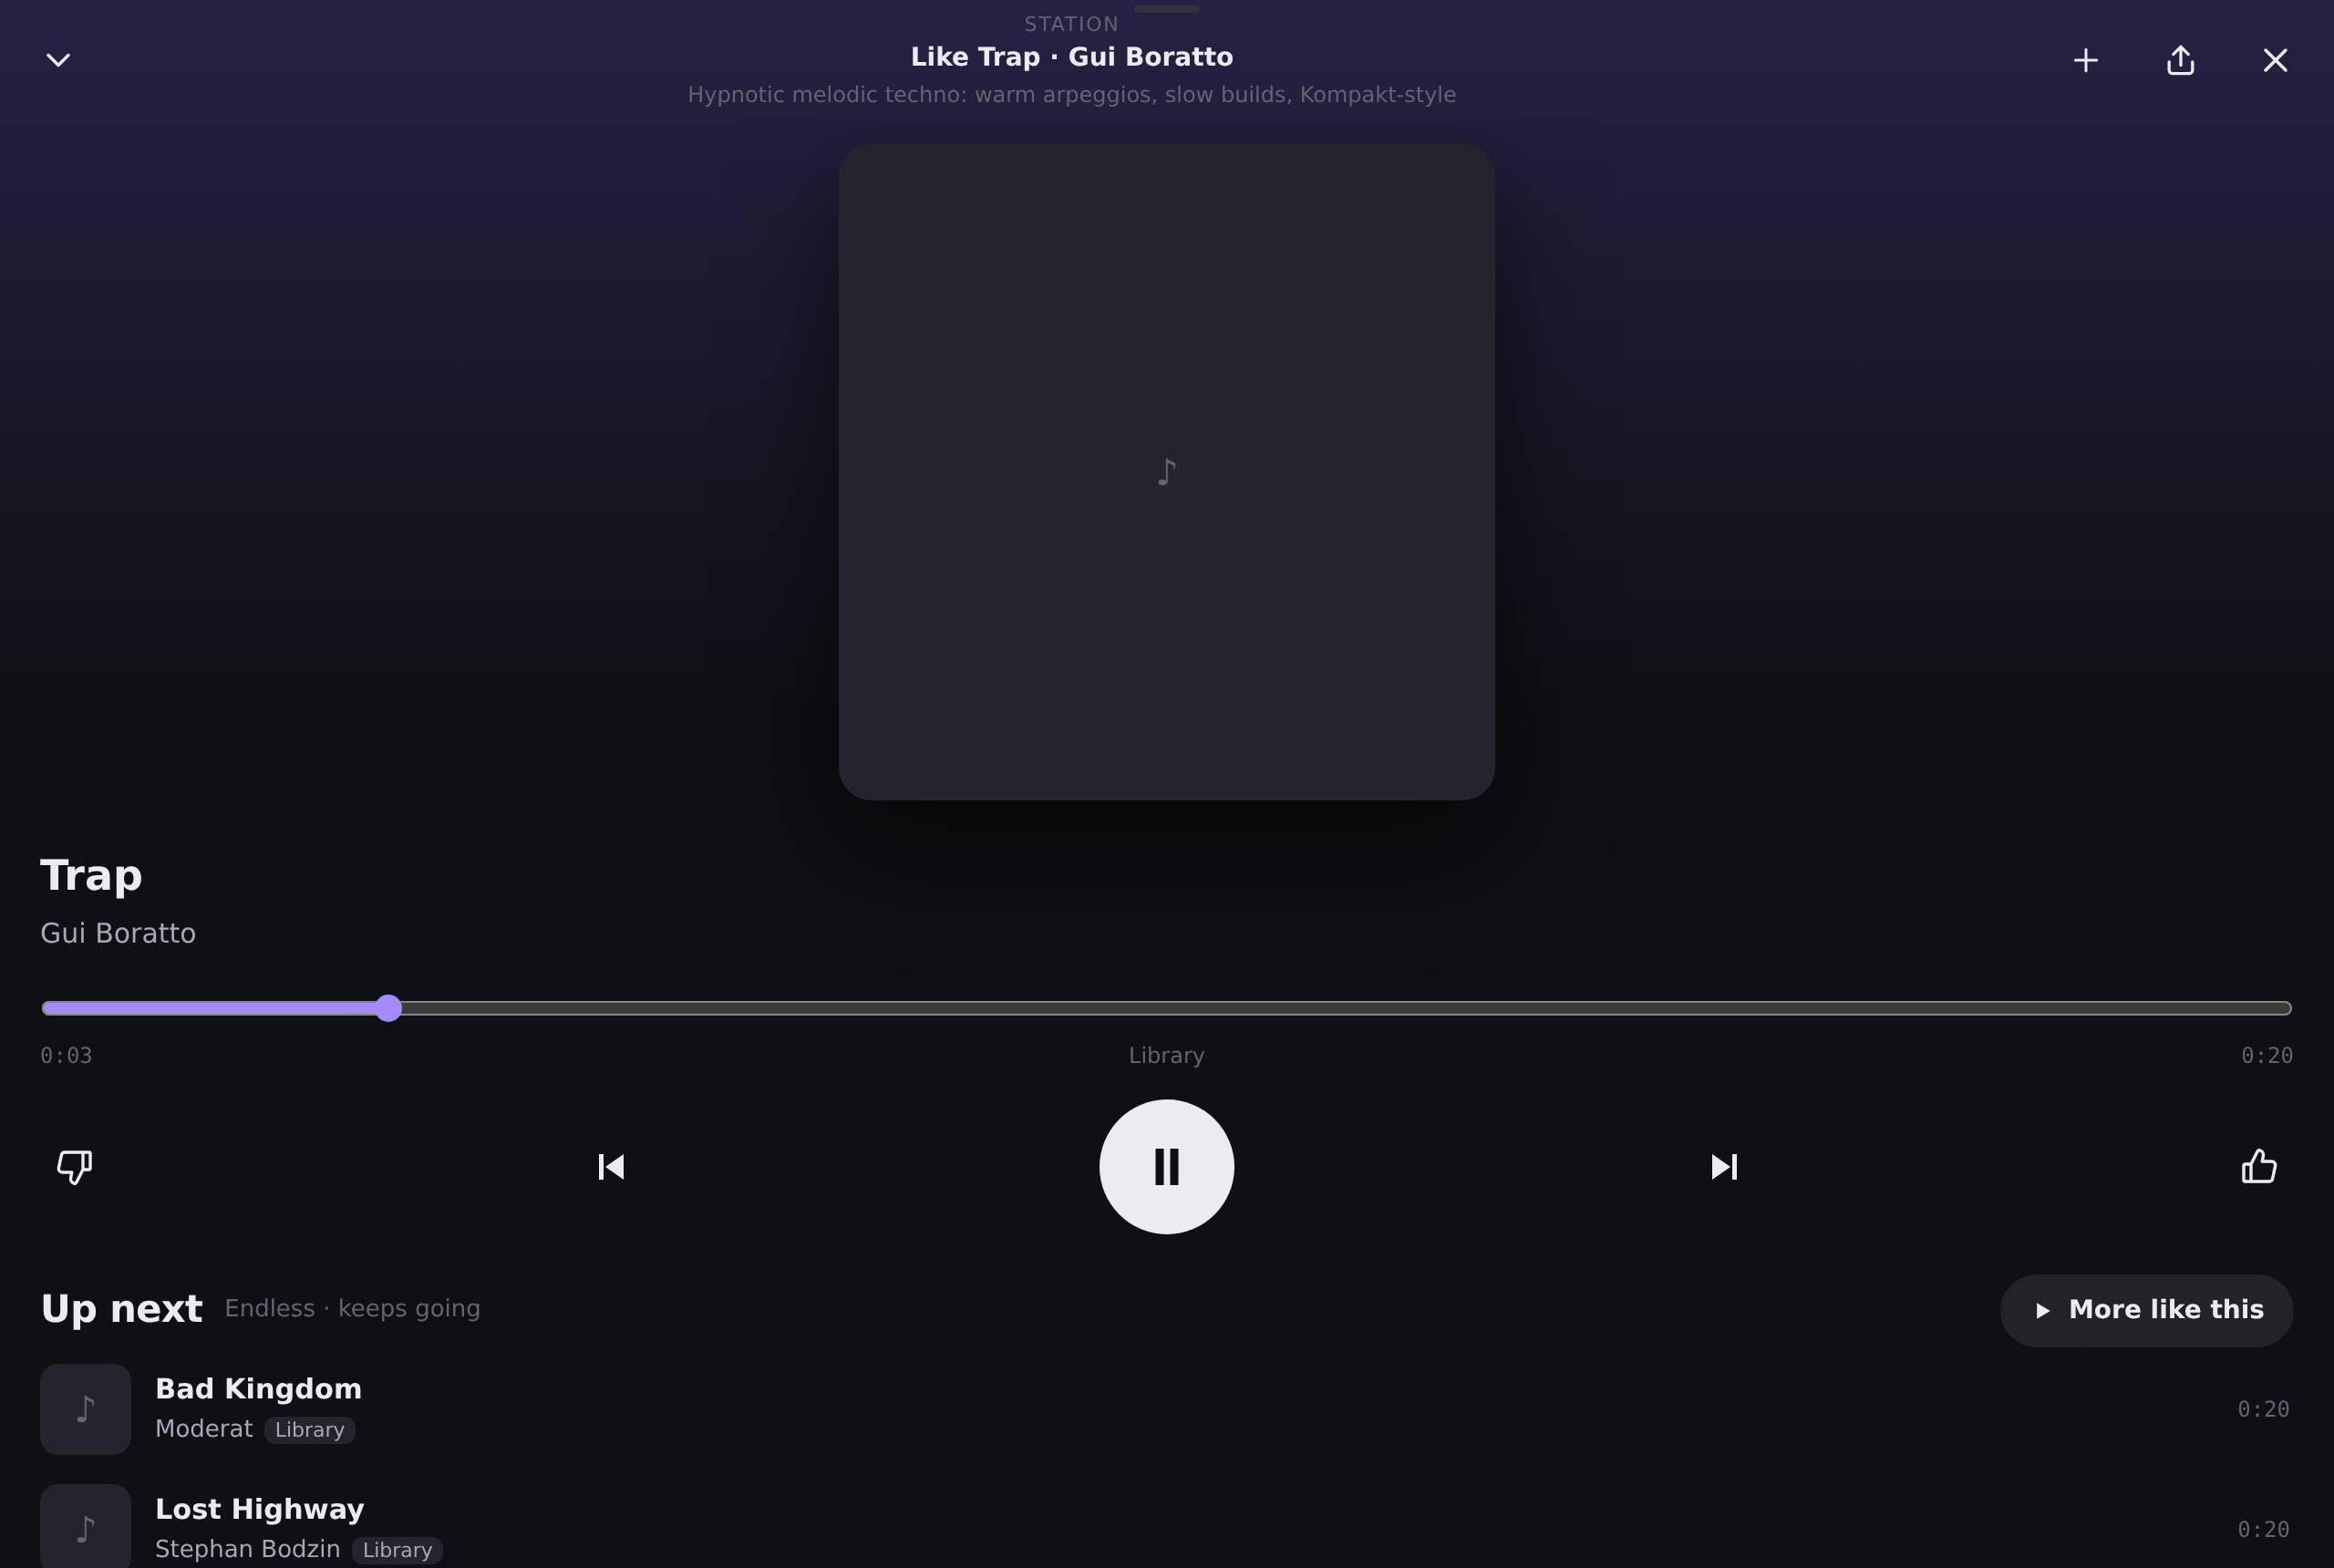 STATION
Like Trap · Gui Boratto
Hypnotic melodic techno: warm arpeggios, slow builds, Kompakt-style
Trap
Gui Boratto
0:03 Library 0:20
Up next Endless · keeps going More like this
Bad Kingdom
Moderat Library 0:20
Lost Highway
Stephan Bodzin Library 0:20